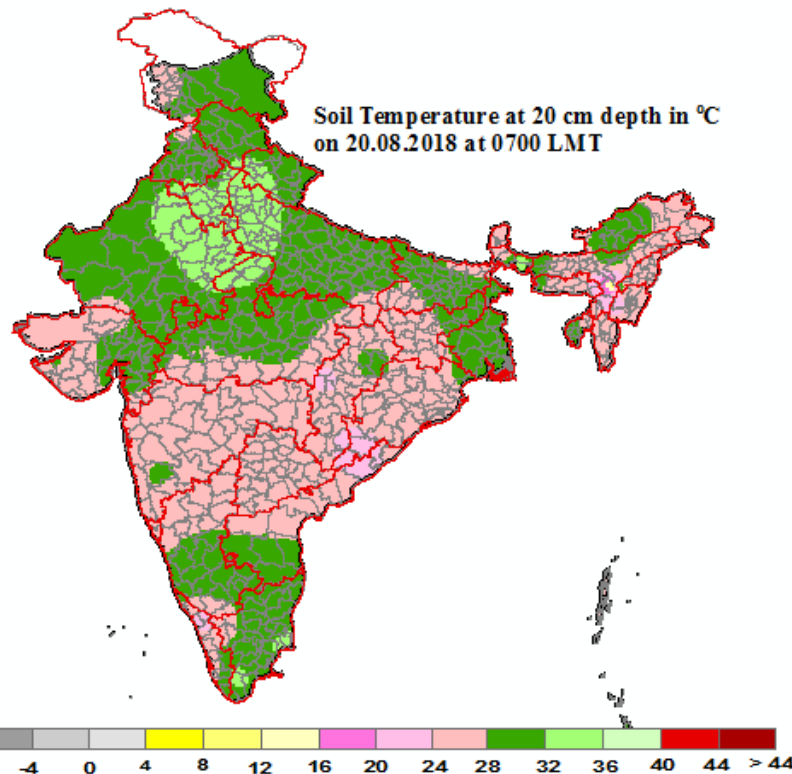 Soil Temperature at 20 cm depth in ⁰C
on 20.08.2018 at 0700 LMT
-4 0 4 8 12 16 20 24 28 32 36 40 44 > 44